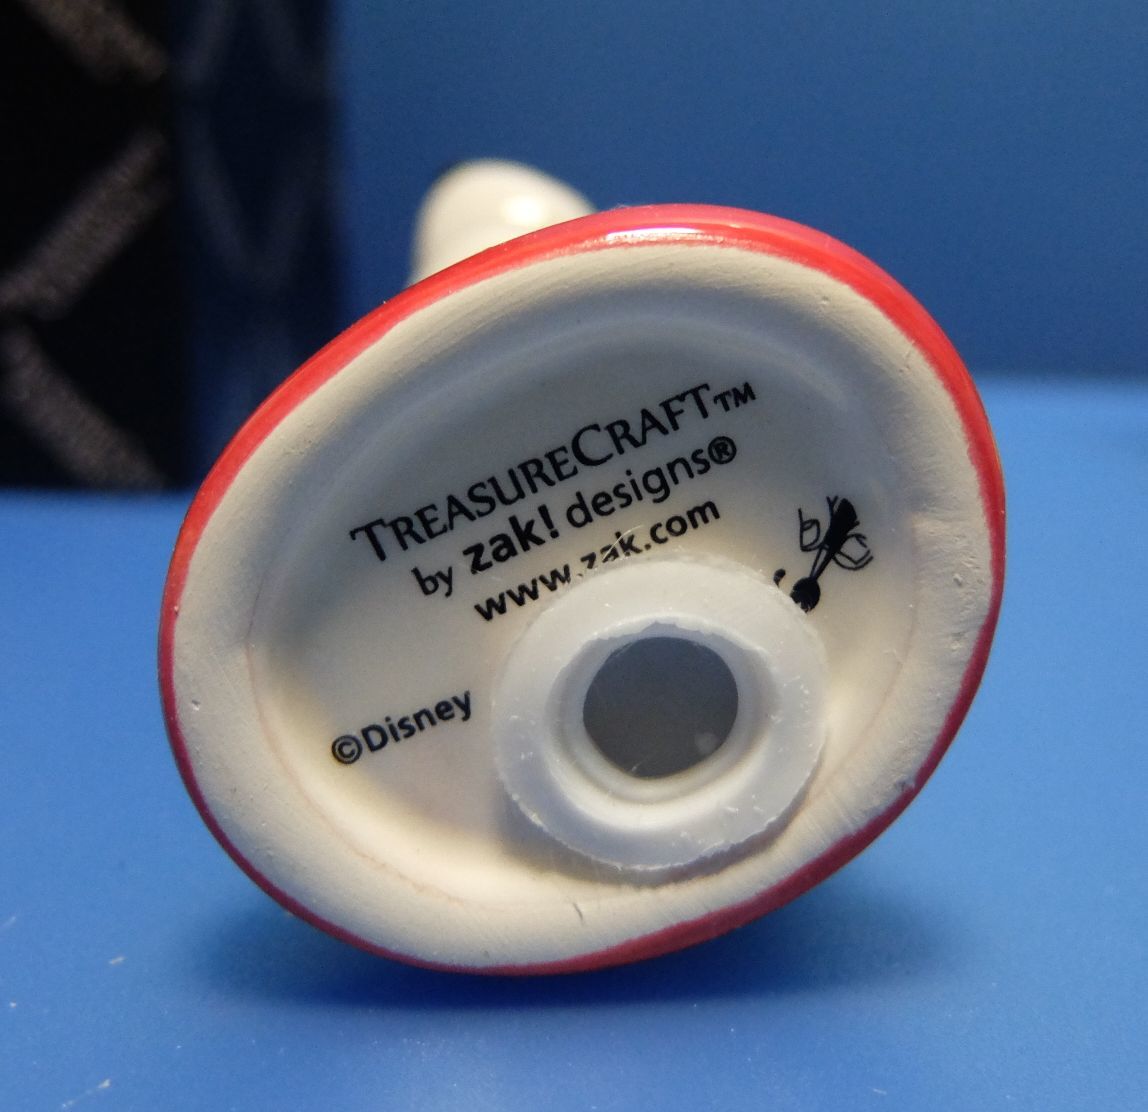 TREASURECRAFT™
by zak! designs®
www.zak.com
©Disney